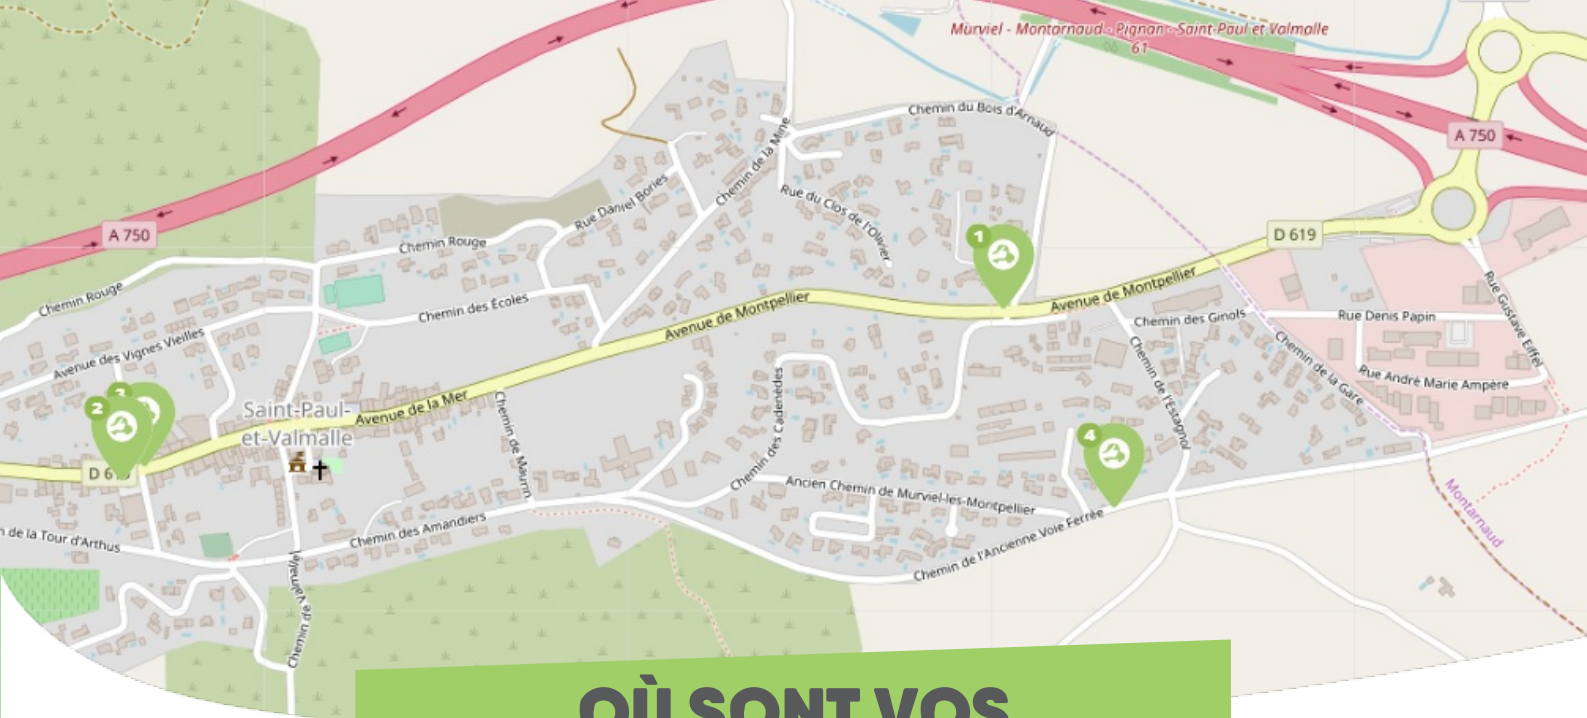 Murviel - Montarnaud - Pignan - Saint-Paul et Valmalle
61
A 750
A 750
D 619
Chemin du Bois d'Arnaud
Chemin de la Mine
Rue Daniel Bories
Rue du Clos de l'Olivier
Chemin Rouge
Chemin Rouge
Chemin des Écoles
Avenue des Vignes Vieilles
Avenue de Montpellier
Avenue de Montpellier
Avenue de la Mer
1
2
3
4
Saint-Paul-
et-Valmalle
Chemin des Ginols
Rue Denis Papin
Rue Gustave Eiffel
Rue André Marie Ampère
Chemin de la Gare
Chemin de l'Estagnol
Chemin de Maurin
Chemin des Cadenèdes
Ancien Chemin de Murviel-les-Montpellier
Chemin de l'Ancienne Voie Ferrée
Chemin des Amandiers
n de la Tour d'Arthus
Chemin de Valmalle
Montarnaud
OÙ SONT VOS